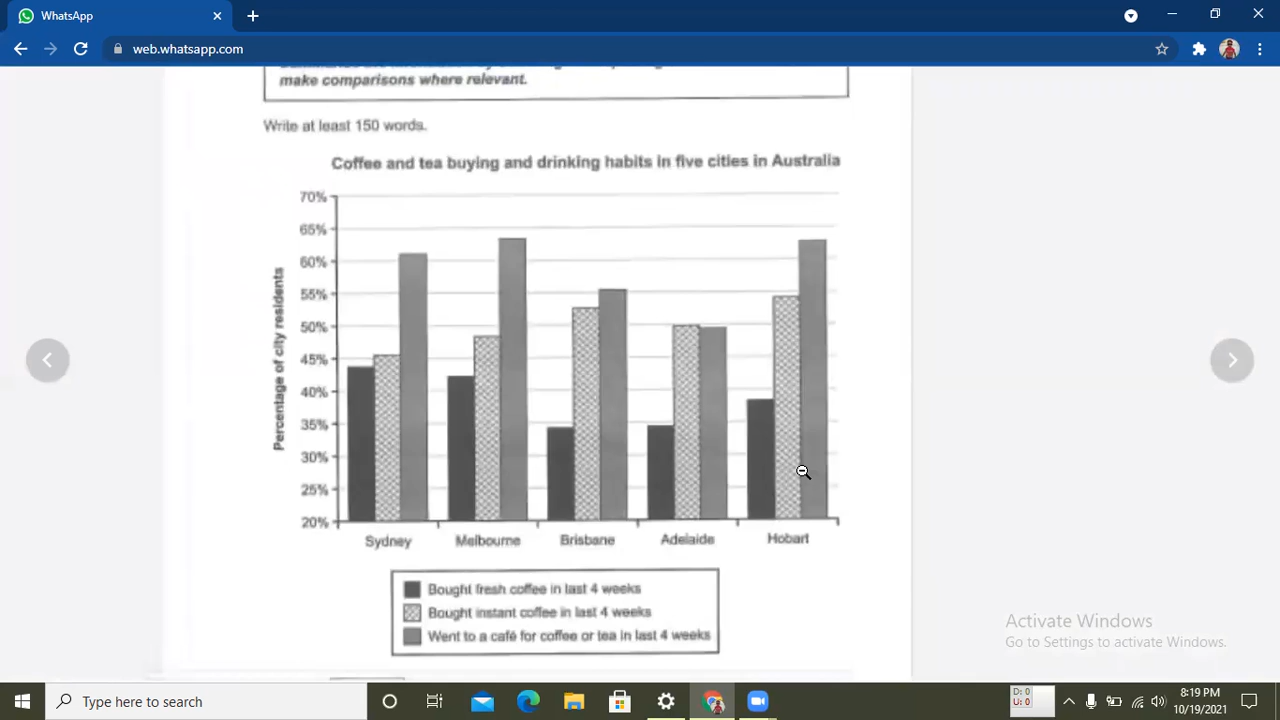 WhatsApp
web.whatsapp.com
make comparisons where relevant.
Write at least 150 words.
Coffee and tea buying and drinking habits in five cities in Australia
Percentage of city residents
70%
65%
60%
55%
50%
45%
40%
35%
30%
25%
20%
Sydney Melbourne Brisbane Adelaide Hobart
Bought fresh coffee in last 4 weeks
Bought instant coffee in last 4 weeks
Went to a café for coffee or tea in last 4 weeks
Activate Windows
Go to Settings to activate Windows.
Type here to search
D: 0
U: 0
8:19 PM
10/19/2021